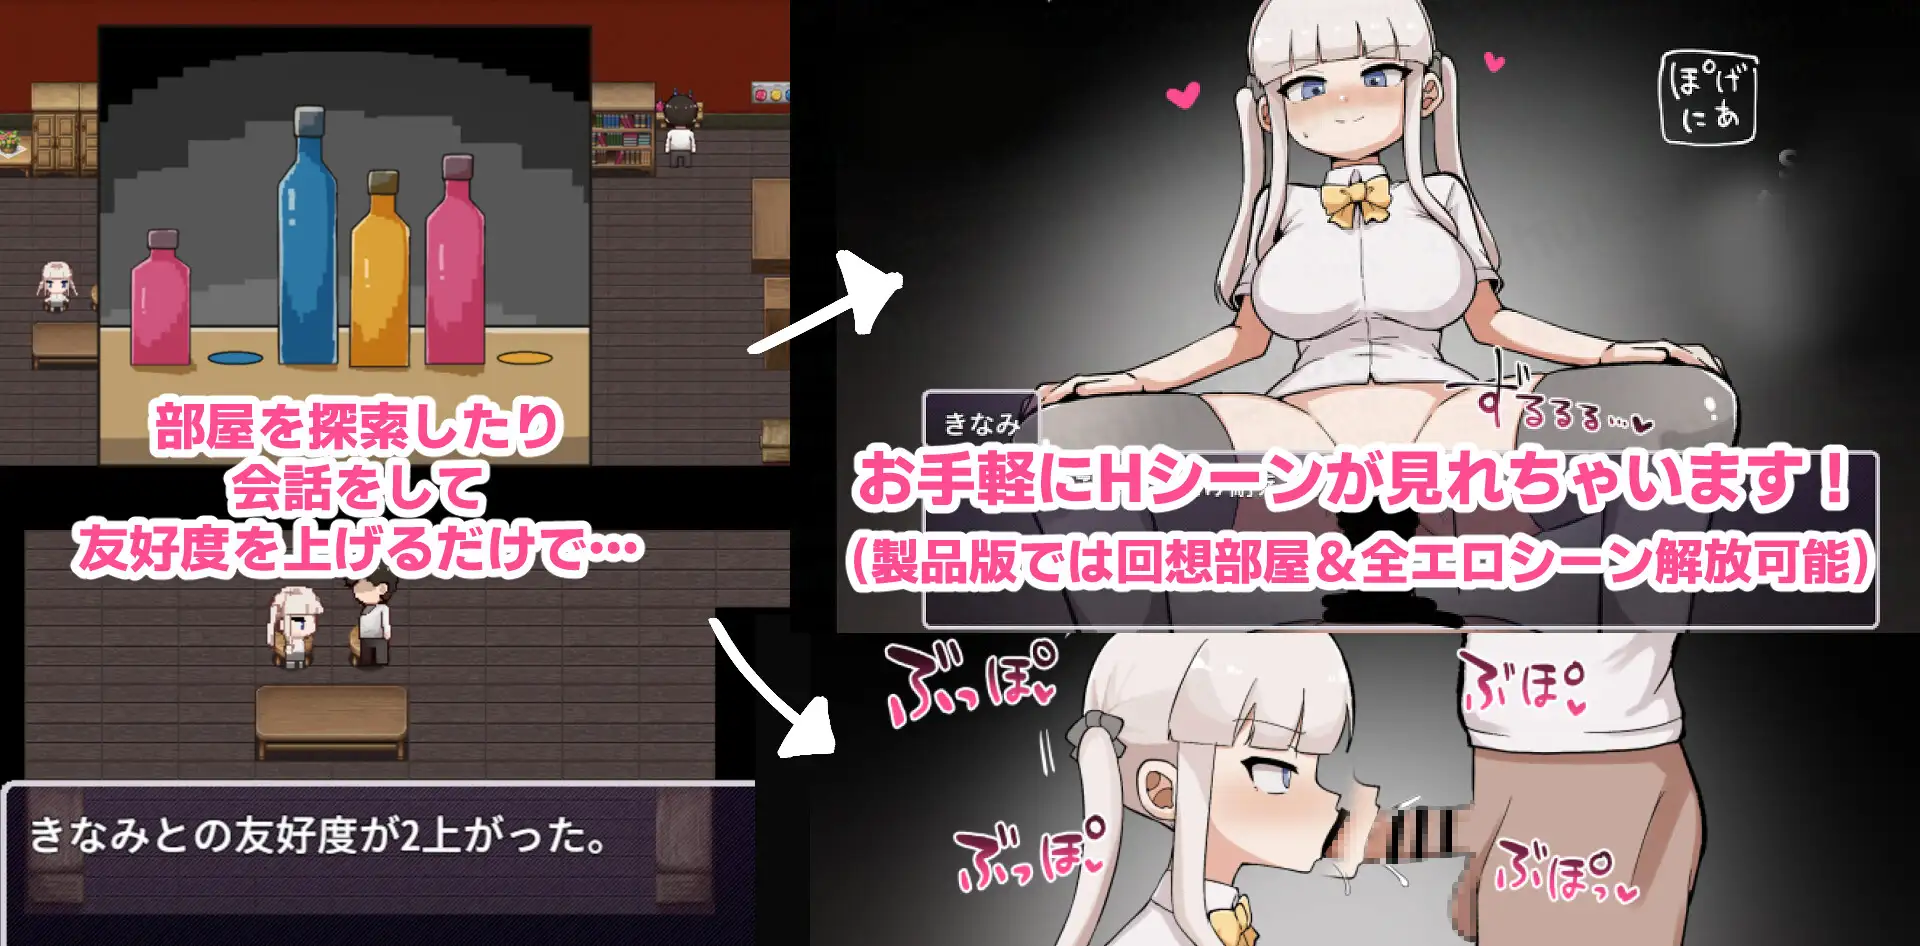 部屋を探索したり
会話をして
友好度を上げるだけで…
きなみとの友好度が2上がった。
ぽげ
にあ
ずるるる…
きなみ
お手軽にHシーンが見れちゃいます！
(製品版では回想部屋＆全エロシーン解放可能)
ぶっぽ
ぶぽ
ぶっぽ
ぶぽっ